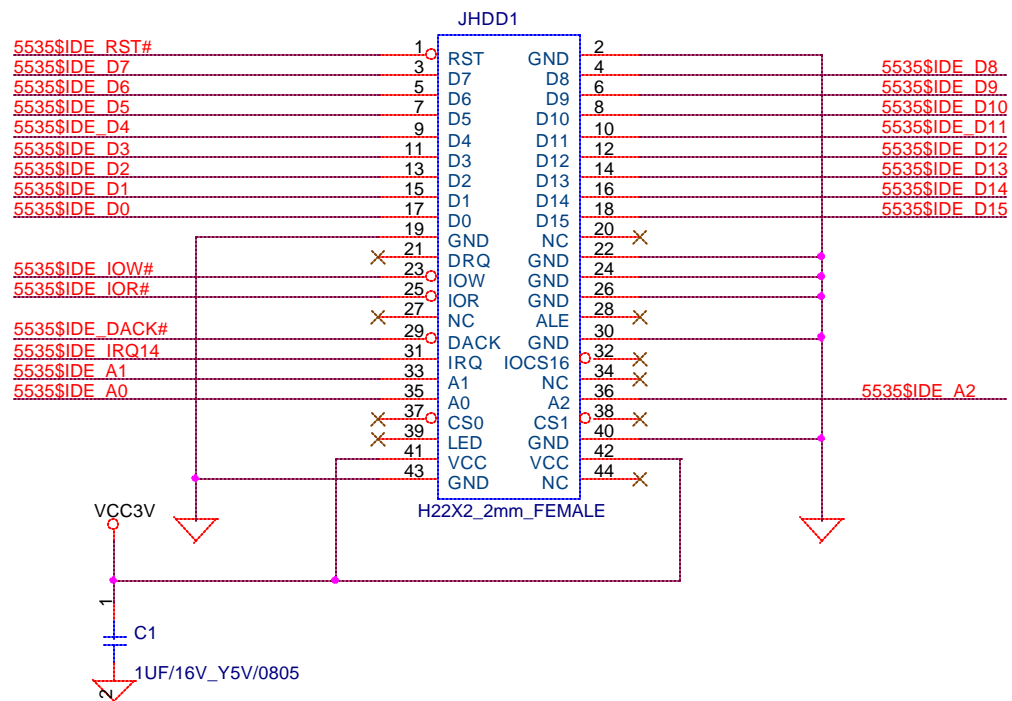 JHDD1
5535$IDE_RST# 1 RST GND 2
5535$IDE_D7 3 D7 D8 4 5535$IDE_D8
5535$IDE_D6 5 D6 D9 6 5535$IDE_D9
5535$IDE_D5 7 D5 D10 8 5535$IDE_D10
5535$IDE_D4 9 D4 D11 10 5535$IDE_D11
5535$IDE_D3 11 D3 D12 12 5535$IDE_D12
5535$IDE_D2 13 D2 D13 14 5535$IDE_D13
5535$IDE_D1 15 D1 D14 16 5535$IDE_D14
5535$IDE_D0 17 D0 D15 18 5535$IDE_D15
19 GND NC 20
21 DRQ GND 22
5535$IDE_IOW# 23 IOW GND 24
5535$IDE_IOR# 25 IOR GND 26
27 NC ALE 28
5535$IDE_DACK# 29 DACK GND 30
5535$IDE_IRQ14 31 IRQ IOCS16 32
5535$IDE_A1 33 A1 NC 34
5535$IDE_A0 35 A0 A2 36 5535$IDE_A2
37 CS0 CS1 38
39 LED GND 40
41 VCC VCC 42
43 GND NC 44
VCC3V
H22X2_2mm_FEMALE
1
C1
1UF/16V_Y5V/0805
2